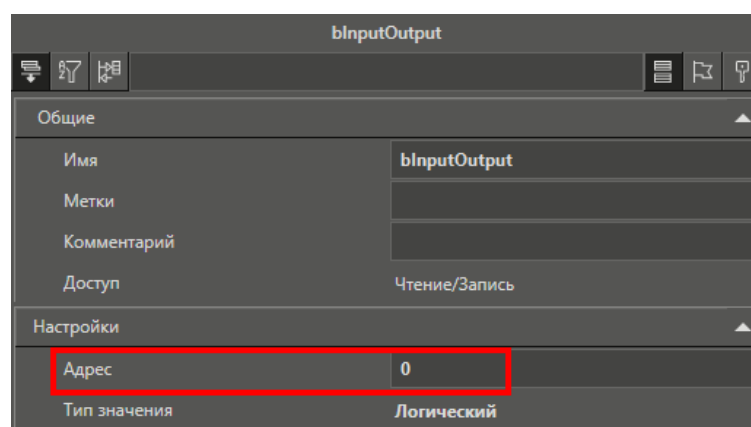 bInputOutput
Общие
Имя bInputOutput
Метки
Комментарий
Доступ Чтение/Запись
Настройки
Адрес 0
Тип значения Логический